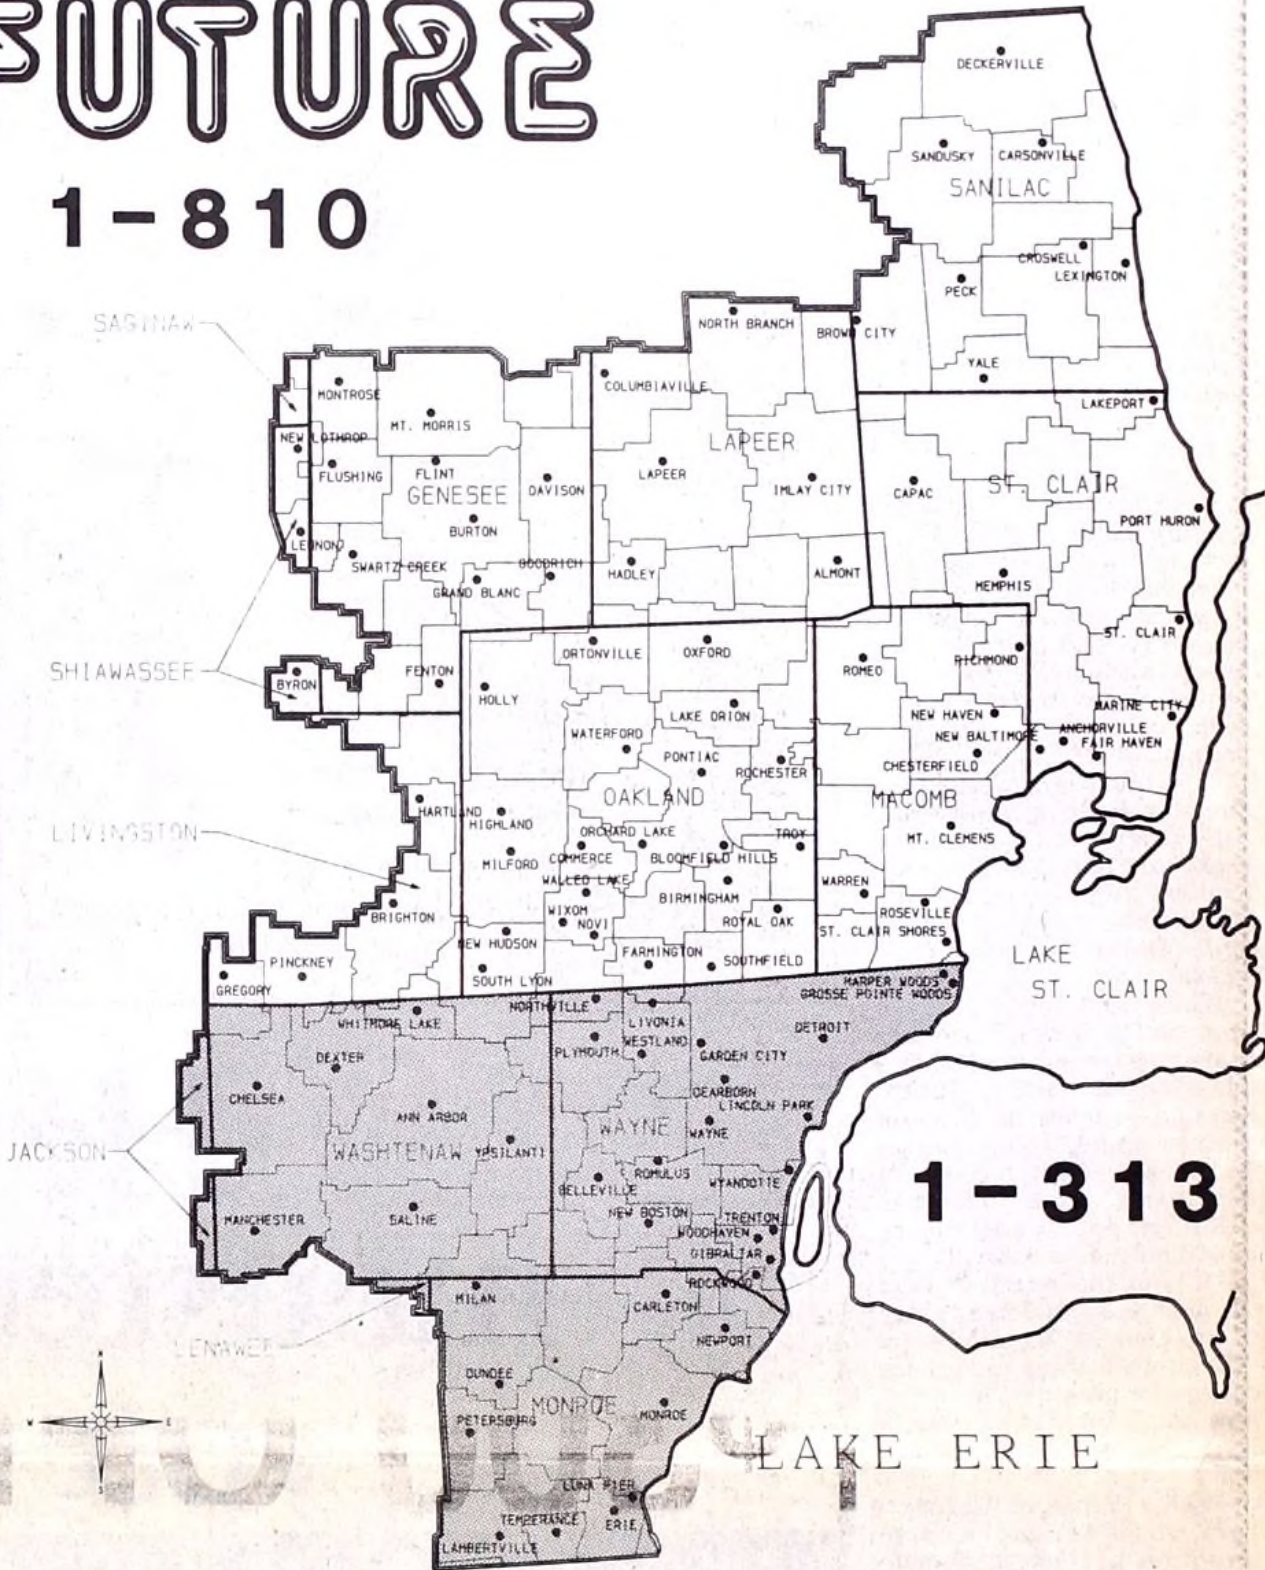 FUTURE
1-810
DECKERVILLE
SANDUSKY
CARSONVILLE
SANILAC
CROSWELL
LEXINGTON
PECK
SAGINAW
NORTH BRANCH
BROWN CITY
YALE
COLUMBIAVILLE
MONTROSE
LAKEPORT
MT. MORRIS
NEW LOTHROP
LAPEER
FLUSHING
FLINT
LAPEER
GENESEE
DAVISON
IMLAY CITY
CAPAC
ST. CLAIR
BURTON
PORT HURON
LENNON
SWARTZ CREEK
GOODRICH
HADLEY
ALMONT
GRAND BLANC
MEMPHIS
ST. CLAIR
SHIAWASSEE
BYRON
FENTON
ORTONVILLE
OXFORD
ROMEO
RICHMOND
HOLLY
LAKE ORION
NEW HAVEN
MARINE CITY
WATERFORD
NEW BALTIMORE
ANCHORVILLE
FAIR HAVEN
PONTIAC
ROCHESTER
CHESTERFIELD
HARTLAND
HIGHLAND
OAKLAND
MACOMB
LIVINGSTON
ORCHARD LAKE
TROY
MT. CLEMENS
MILFORD
COMMERCE
BLOOMFIELD HILLS
WALLED LAKE
WARREN
BIRMINGHAM
BRIGHTON
WIXOM
NOVI
ROYAL OAK
ROSEVILLE
ST. CLAIR SHORES
NEW HUDSON
FARMINGTON
SOUTHFIELD
PINCKNEY
SOUTH LYON
GREGORY
LAKE
ST. CLAIR
HARPER WOODS
GROSSE POINTE WOODS
NORTHVILLE
WHITMORE LAKE
LIVONIA
DETROIT
DEXTER
PLYMOUTH
WESTLAND
GARDEN CITY
CHELSEA
DEARBORN
LINCOLN PARK
ANN ARBOR
WAYNE
WAYNE
JACKSON
WASHTENAW
YPSILANTI
ROMULUS
WYANDOTTE
1-313
BELLEVILLE
MANCHESTER
SALINE
NEW BOSTON
TRENTON
WOODHAVEN
GIBRALTAR
ROCKWOOD
MILAN
CARLETON
LENAWEE
NEWPORT
N
W
E
S
DUNDEE
MONROE
MONROE
PETERSBURG
LAKE ERIE
LUNA PIER
ERIE
TEMPERANCE
LAMBERTVILLE